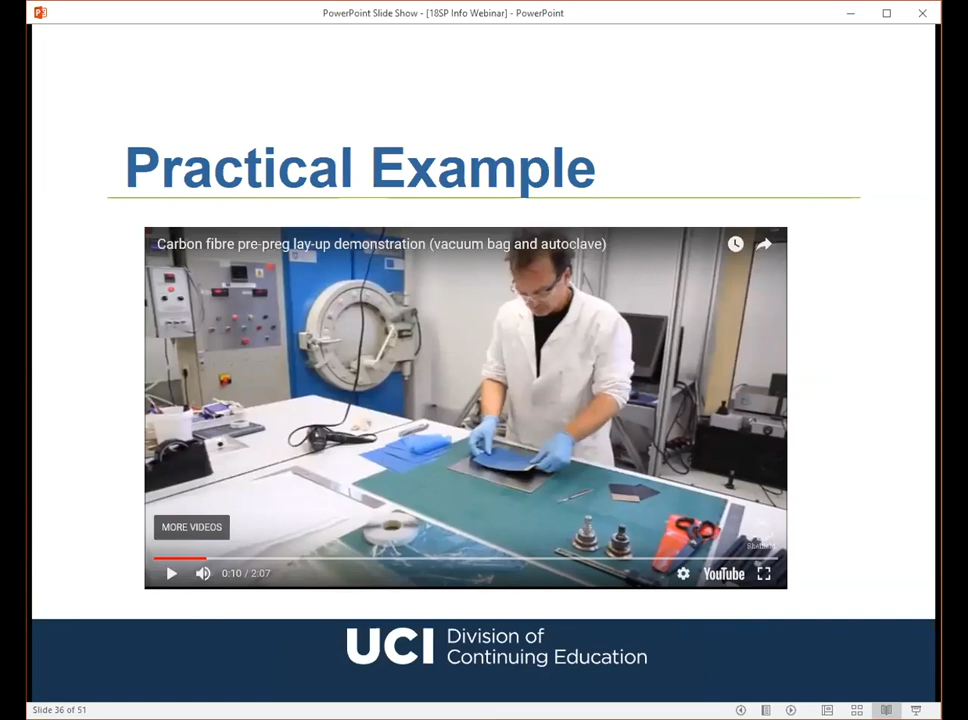 PowerPoint Slide Show - [18SP Info Webinar] - PowerPoint
Practical Example
Carbon fibre pre-preg lay-up demonstration (vacuum bag and autoclave)
MORE VIDEOS
0:10 / 2:07
YouTube
UCI Division of
Continuing Education
Slide 36 of 51